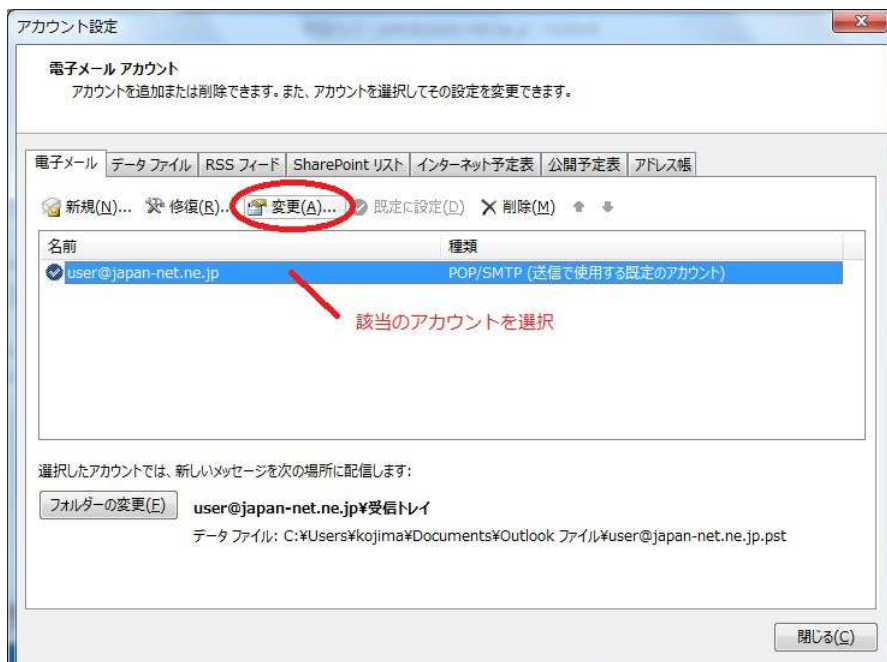 アカウント設定
電子メール アカウント
アカウントを追加または削除できます。また、アカウントを選択してその設定を変更できます。
電子メール データ ファイル RSS フィード SharePoint リスト インターネット予定表 公開予定表 アドレス帳
新規(N)... 修復(R)... 変更(A)... 既定に設定(D) 削除(M)
名前 種類
user@japan-net.ne.jp POP/SMTP (送信で使用する既定のアカウント)
該当のアカウントを選択
選択したアカウントでは、新しいメッセージを次の場所に配信します:
フォルダーの変更(F) user@japan-net.ne.jp¥受信トレイ
データ ファイル: C:¥Users¥kojima¥Documents¥Outlook ファイル¥user@japan-net.ne.jp.pst
閉じる(C)